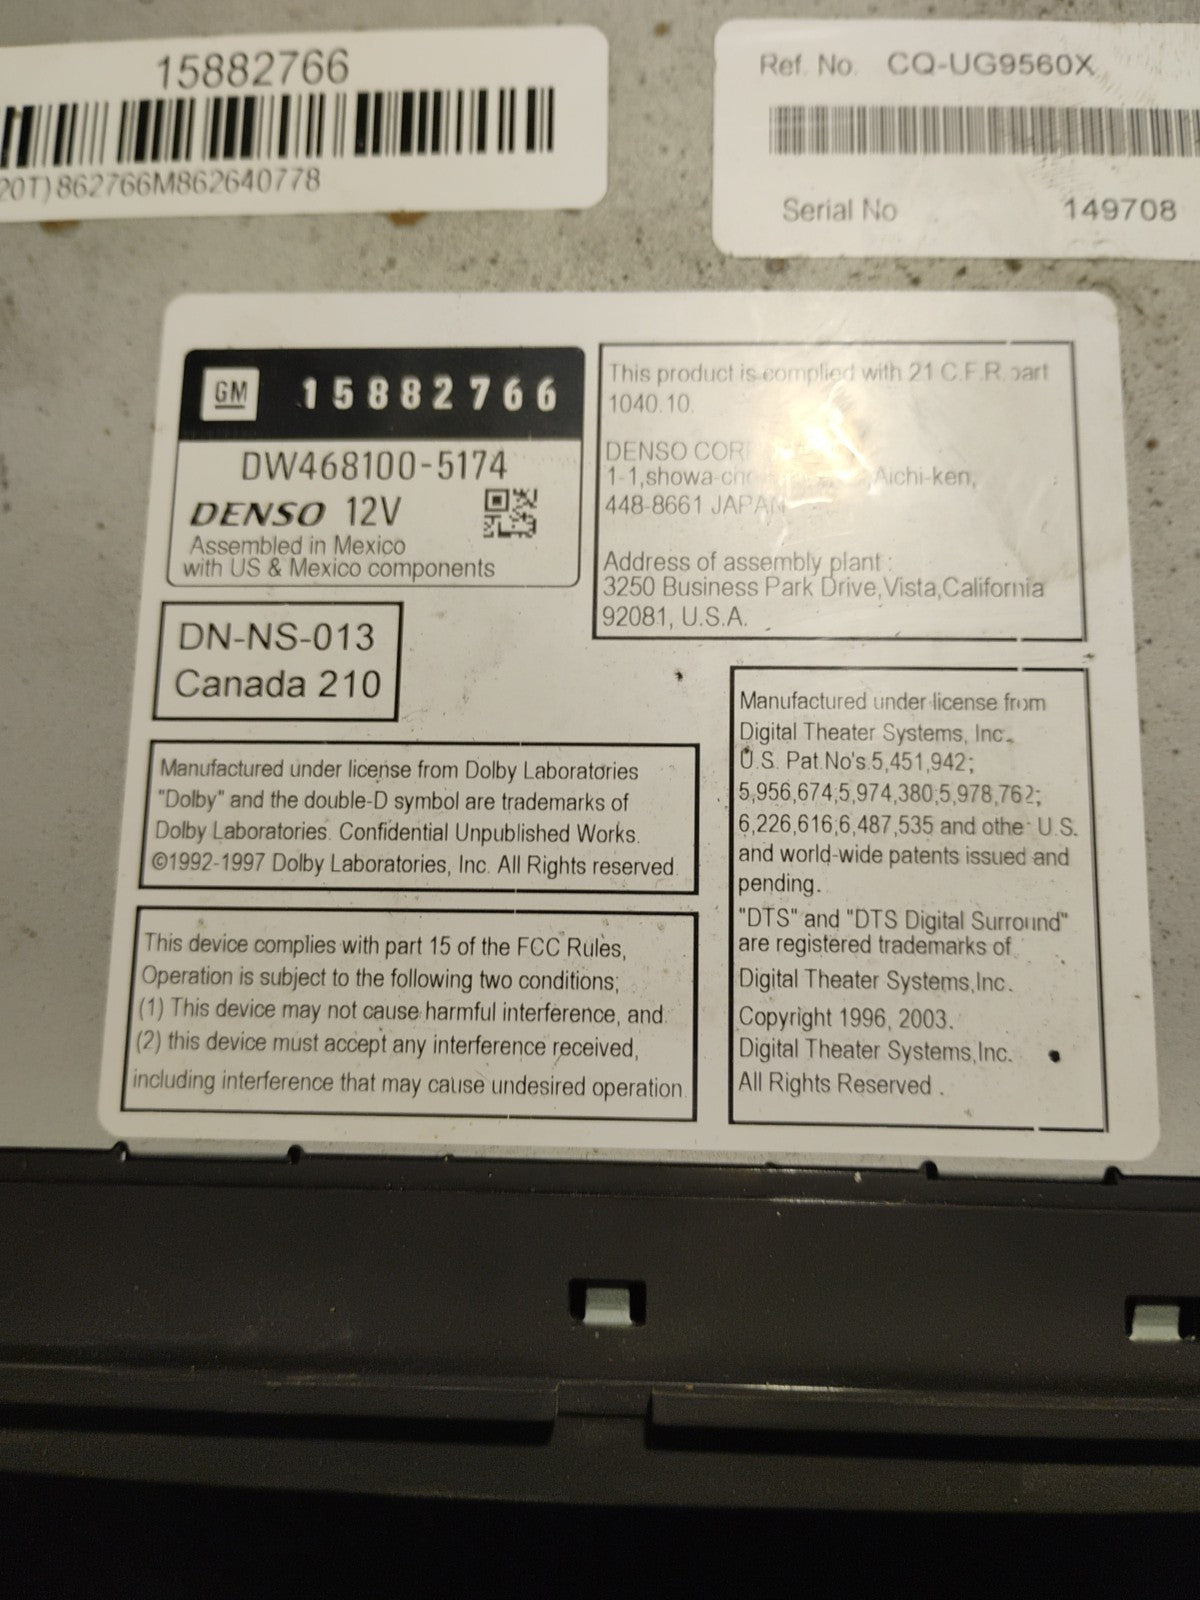 15882766
20T)862766M862640778
Ref. No. CQ-UG9560X
Serial No 149708
GM 15882766
DW468100-5174
DENSO 12V
Assembled in Mexico
with US & Mexico components
This product is complied with 21 C.F.R. part
1040.10.
DENSO
1-1,showa- Aichi-ken,
448-8661 JAPAN
Address of assembly plant :
3250 Business Park Drive,Vista,California
92081, U.S.A.
DN-NS-013
Canada 210
Manufactured under license from Dolby Laboratories
"Dolby" and the double-D symbol are trademarks of
Dolby Laboratories. Confidential Unpublished Works.
©1992-1997 Dolby Laboratories, Inc. All Rights reserved.
This device complies with part 15 of the FCC Rules,
Operation is subject to the following two conditions;
(1) This device may not cause harmful interference, and.
(2) this device must accept any interference received,
including interference that may cause undesired operation.
Manufactured under license from
Digital Theater Systems, Inc.
U.S. Pat.No's.5,451,942;
5,956,674;5,974,380;5,978,762;
6,226,616;6,487,535 and other U.S.
and world-wide patents issued and
pending.
"DTS" and "DTS Digital Surround"
are registered trademarks of
Digital Theater Systems,Inc.
Copyright 1996, 2003.
Digital Theater Systems,Inc.
All Rights Reserved .